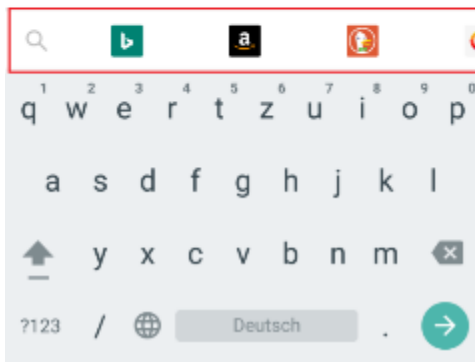 b a
1 2 3 4 5 6 7 8 9 0
q w e r t z u i o p
a s d f g h j k l
y x c v b n m
?123 / Deutsch .